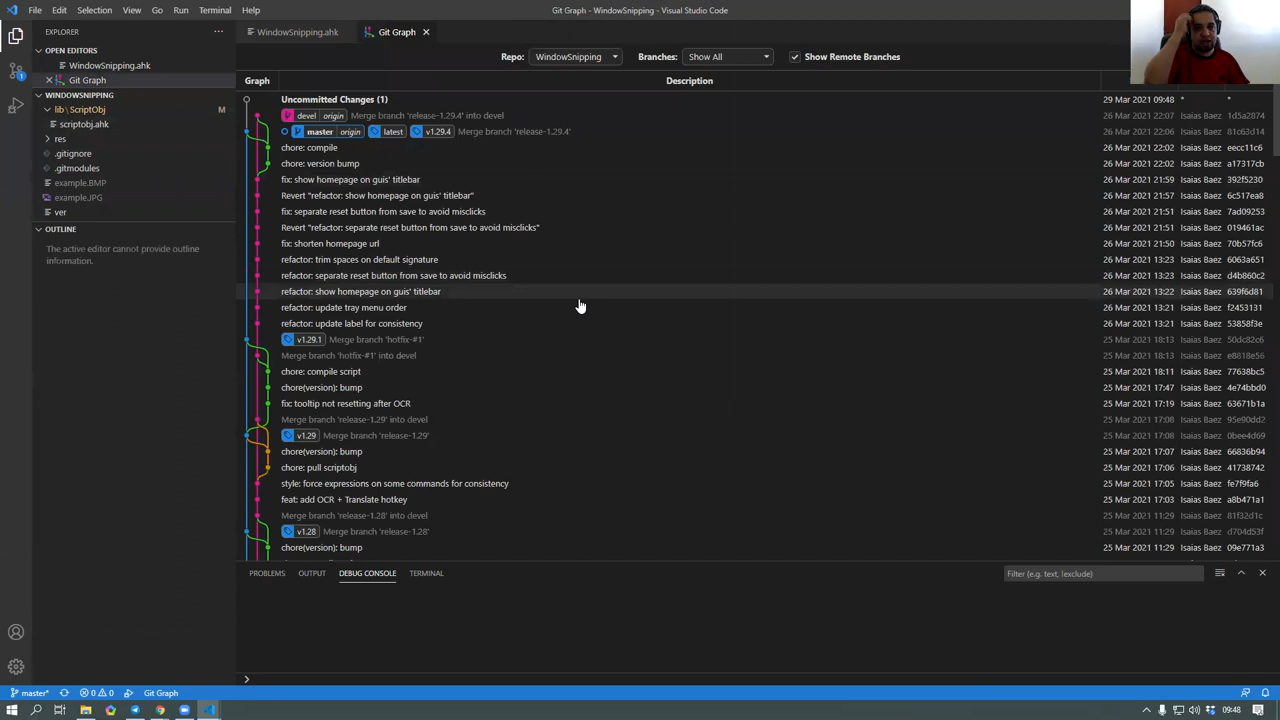 File Edit Selection View Go Run Terminal Help
WindowSnipping - Visual Studio Code
EXPLORER
OPEN EDITORS
WindowSnipping.ahk
Git Graph
WINDOWSNIPPING
lib \ ScriptObj M
scriptobj.ahk
res
.gitignore
.gitmodules
example.BMP
example.JPG
ver
OUTLINE
The active editor cannot provide outline
information.
WindowSnipping.ahk Git Graph
Repo: WindowSnipping Branches: Show All Show Remote Branches
Graph Description
Uncommitted Changes (1) 29 Mar 2021 09:48 * *
devel origin Merge branch 'release-1.29.4' into devel 26 Mar 2021 22:07 Isaias Baez 1d5a2874
master origin latest v1.29.4 Merge branch 'release-1.29.4' 26 Mar 2021 22:06 Isaias Baez 81c63d14
chore: compile 26 Mar 2021 22:02 Isaias Baez eecc11c6
chore: version bump 26 Mar 2021 22:02 Isaias Baez a17317cb
fix: show homepage on guis' titlebar 26 Mar 2021 21:59 Isaias Baez 392f5230
Revert "refactor: show homepage on guis' titlebar" 26 Mar 2021 21:52 Isaias Baez 6c517ea8
fix: separate reset button from save to avoid misclicks 26 Mar 2021 21:51 Isaias Baez 7ad09253
Revert "refactor: separate reset button from save to avoid misclicks" 26 Mar 2021 21:51 Isaias Baez 019461ac
fix: shorten homepage url 26 Mar 2021 21:50 Isaias Baez 70b57fc6
refactor: trim spaces on default signature 26 Mar 2021 13:23 Isaias Baez 6063a651
refactor: separate reset button from save to avoid misclicks 26 Mar 2021 13:23 Isaias Baez d4b860c2
refactor: show homepage on guis' titlebar 26 Mar 2021 13:22 Isaias Baez 639f6d81
refactor: update tray menu order 26 Mar 2021 13:21 Isaias Baez f2453131
refactor: update label for consistency 26 Mar 2021 13:21 Isaias Baez 53858f3e
v1.29.1 Merge branch 'hotfix-#1' 25 Mar 2021 18:13 Isaias Baez 50dc82c6
Merge branch 'hotfix-#1' into devel 25 Mar 2021 18:13 Isaias Baez e8818e56
chore: compile script 25 Mar 2021 18:11 Isaias Baez 77638bc5
chore(version): bump 25 Mar 2021 17:47 Isaias Baez 4e74bbd0
fix: tooltip not resetting after OCR 25 Mar 2021 17:19 Isaias Baez 63671b1a
Merge branch 'release-1.29' into devel 25 Mar 2021 17:08 Isaias Baez 95e90dd2
v1.29 Merge branch 'release-1.29' 25 Mar 2021 17:08 Isaias Baez 0bee4d69
chore(version): bump 25 Mar 2021 17:07 Isaias Baez 66836b94
chore: pull scriptobj 25 Mar 2021 17:06 Isaias Baez 41738742
style: force expressions on some commands for consistency 25 Mar 2021 17:05 Isaias Baez fe7f9fa6
feat: add OCR + Translate hotkey 25 Mar 2021 17:03 Isaias Baez a8b471a1
Merge branch 'release-1.28' into devel 25 Mar 2021 11:29 Isaias Baez 81f32d1c
v1.28 Merge branch 'release-1.28' 25 Mar 2021 11:29 Isaias Baez d704d53f
chore(version): bump 25 Mar 2021 11:29 Isaias Baez 09e771a3
PROBLEMS OUTPUT DEBUG CONSOLE TERMINAL Filter (e.g. text, !exclude)
master* 0 0 Git Graph
09:48